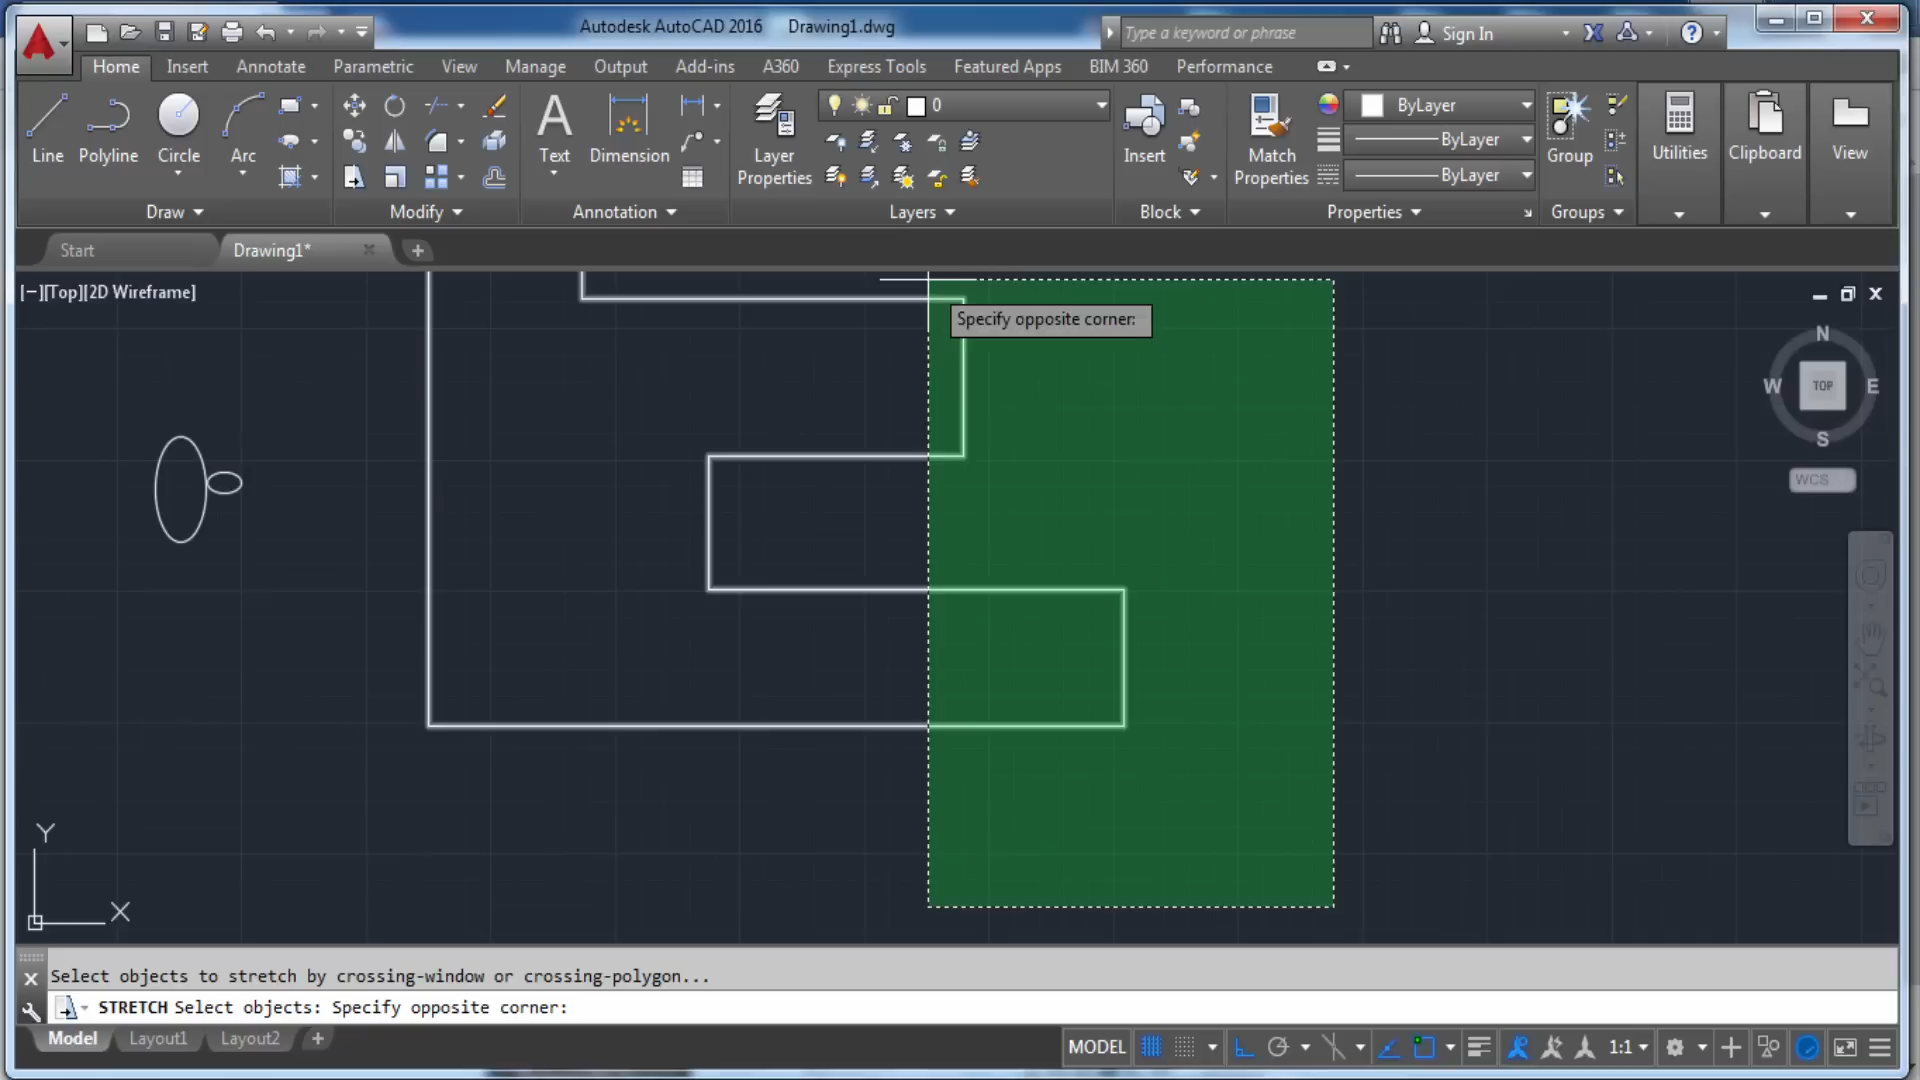 Autodesk AutoCAD 2016 Drawing1.dwg
Type a keyword or phrase
Sign In
Home Insert Annotate Parametric View Manage Output Add-ins A360 Express Tools Featured Apps BIM 360 Performance
0
ByLayer
ByLayer
ByLayer
Line Polyline Circle Arc
Text Dimension
Layer Properties
Insert
Match Properties
Group
Utilities Clipboard View
Draw Modify Annotation Layers Block Properties Groups
Start Drawing1*
[−][Top][2D Wireframe]
Specify opposite corner:
N
W TOP E
S
WCS
Y
X
Select objects to stretch by crossing-window or crossing-polygon...
STRETCH Select objects: Specify opposite corner:
Model Layout1 Layout2
MODEL 1:1